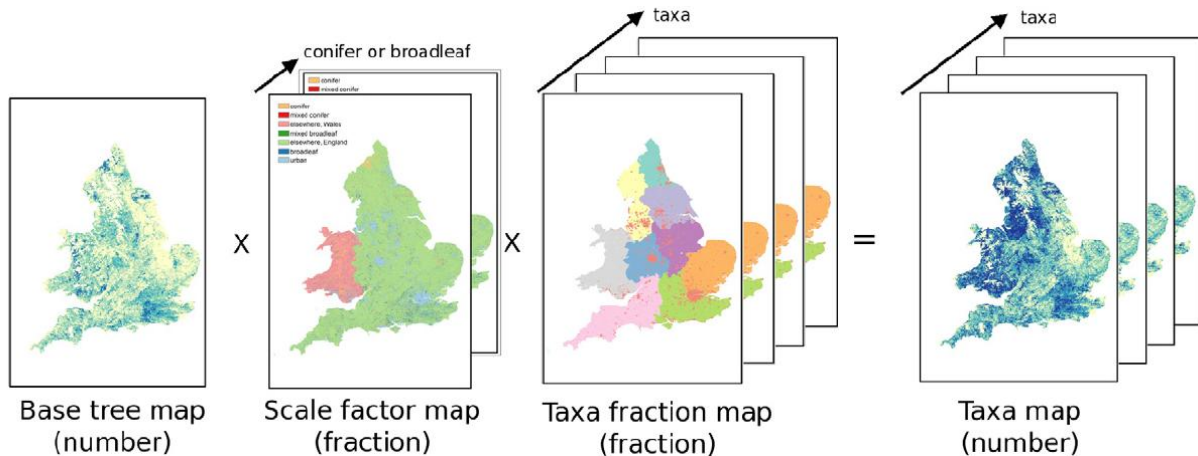 taxa
taxa
conifer or broadleaf
conifer
mixed conifer
conifer
mixed conifer
elsewhere, Wales
mixed broadleaf
elsewhere, England
broadleaf
urban
X
X
=
Base tree map
(number)
Scale factor map
(fraction)
Taxa fraction map
(fraction)
Taxa map
(number)